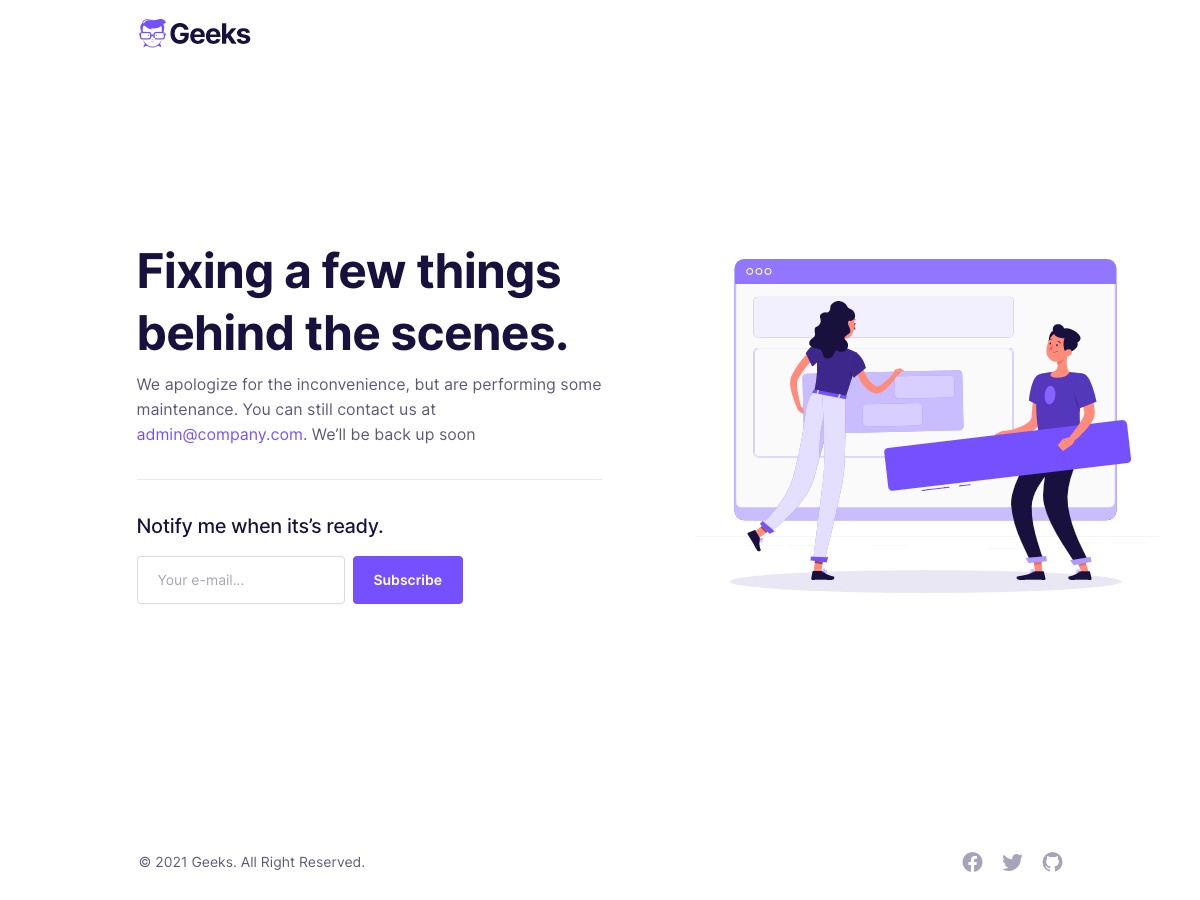 Geeks
Fixing a few things
behind the scenes.
We apologize for the inconvenience, but are performing some
maintenance. You can still contact us at
admin@company.com. We’ll be back up soon
Notify me when its’s ready.
Your e-mail...
Subscribe
© 2021 Geeks. All Right Reserved.